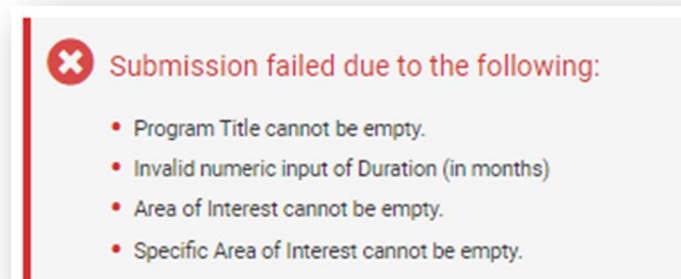 Submission failed due to the following:
Program Title cannot be empty.
Invalid numeric input of Duration (in months)
Area of Interest cannot be empty.
Specific Area of Interest cannot be empty.